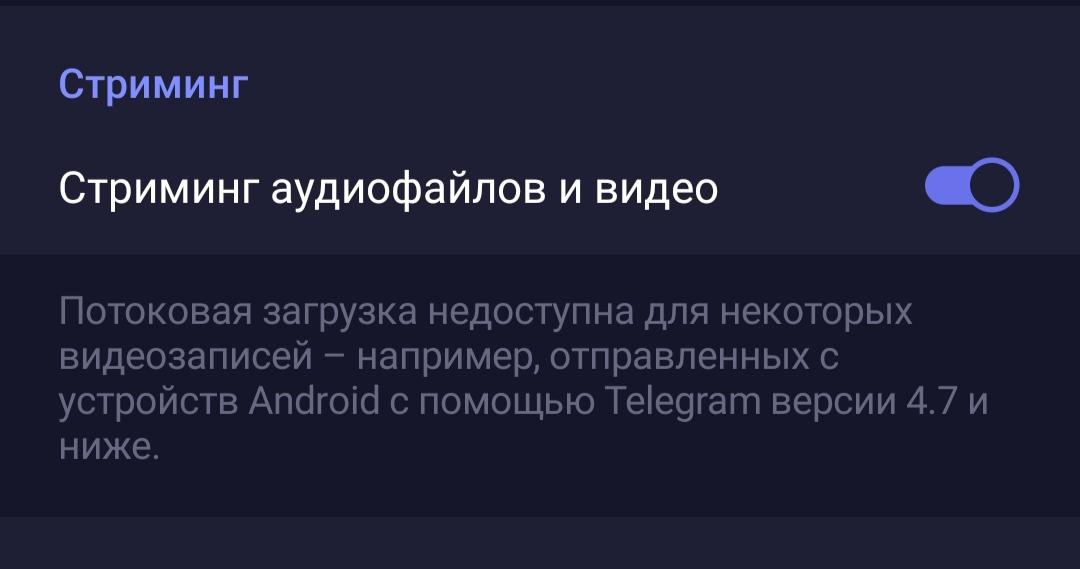 Стриминг
Стриминг аудиофайлов и видео
Потоковая загрузка недоступна для некоторых
видеозаписей – например, отправленных с
устройств Android с помощью Telegram версии 4.7 и
ниже.